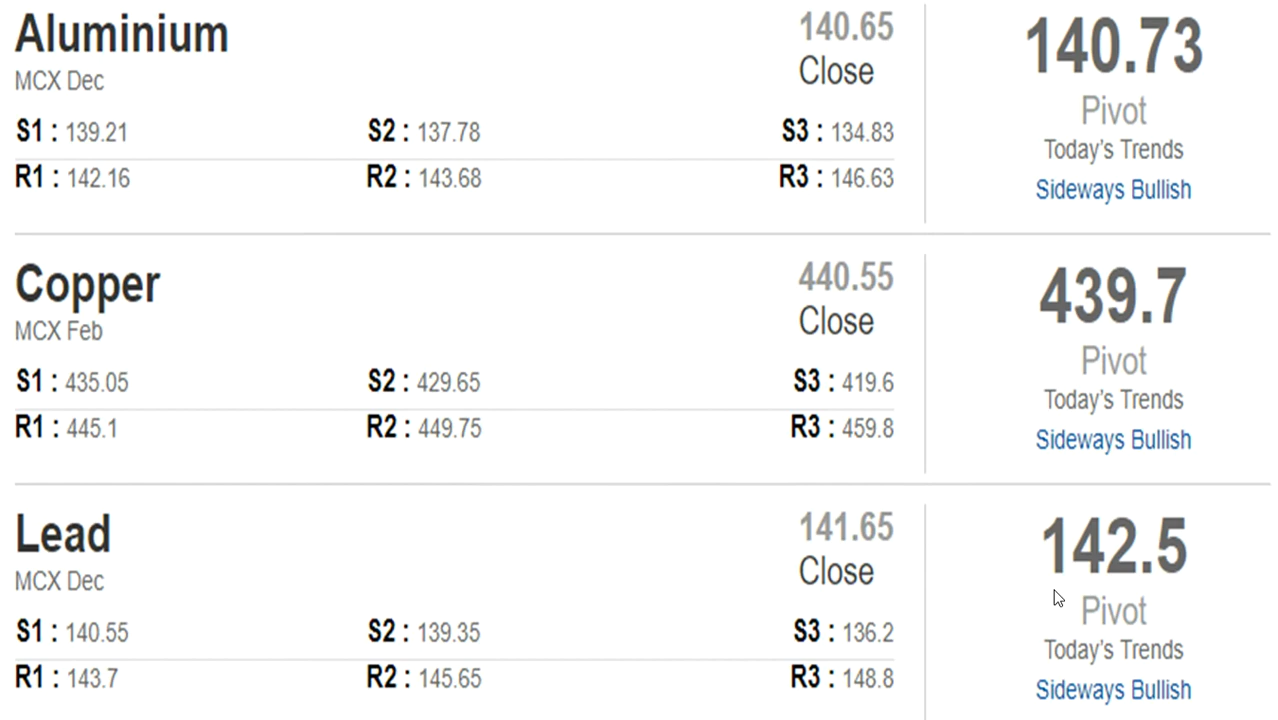 Aluminium
MCX Dec
140.65
Close
S1 : 139.21 S2 : 137.78 S3 : 134.83
R1 : 142.16 R2 : 143.68 R3 : 146.63
140.73
Pivot
Today's Trends
Sideways Bullish
Copper
MCX Feb
440.55
Close
S1 : 435.05 S2 : 429.65 S3 : 419.6
R1 : 445.1 R2 : 449.75 R3 : 459.8
439.7
Pivot
Today's Trends
Sideways Bullish
Lead
MCX Dec
141.65
Close
S1 : 140.55 S2 : 139.35 S3 : 136.2
R1 : 143.7 R2 : 145.65 R3 : 148.8
142.5
Pivot
Today's Trends
Sideways Bullish